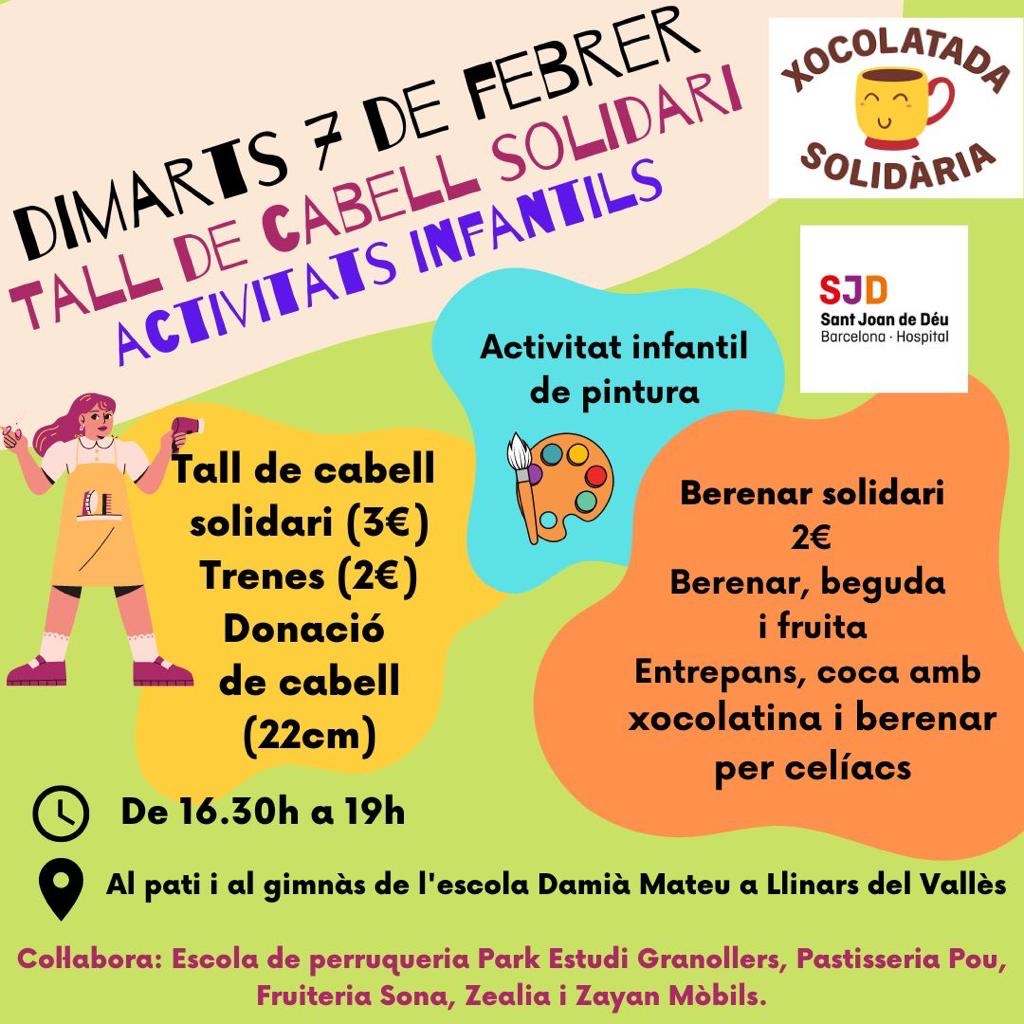 DIMARTS 7 DE FEBRER
TALL DE CABELL SOLIDARI
ACTIVITATS INFANTILS
XOCOLATADA
SOLIDÀRIA
SJD
Sant Joan de Déu
Barcelona · Hospital
Activitat infantil
de pintura
Tall de cabell
solidari (3€)
Trenes (2€)
Donació
de cabell
(22cm)
Berenar solidari
2€
Berenar, beguda
i fruita
Entrepans, coca amb
xocolatina i berenar
per celíacs
De 16.30h a 19h
Al pati i al gimnàs de l'escola Damià Mateu a Llinars del Vallès
Col·labora: Escola de perruqueria Park Estudi Granollers, Pastisseria Pou,
Fruiteria Sona, Zealia i Zayan Mòbils.